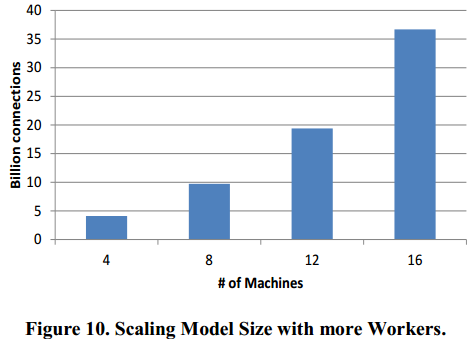 40
35
30
25
20
15
10
5
0
Billion connections
4 8 12 16
# of Machines
Figure 10. Scaling Model Size with more Workers.